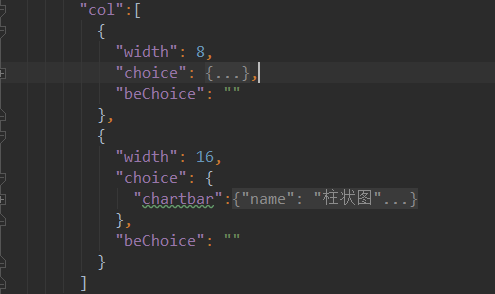 "col":[
{
"width": 8,
"choice": {...},
"beChoice": ""
},
{
"width": 16,
"choice": {
"chartbar":{"name": "柱状图"...}
},
"beChoice": ""
}
]